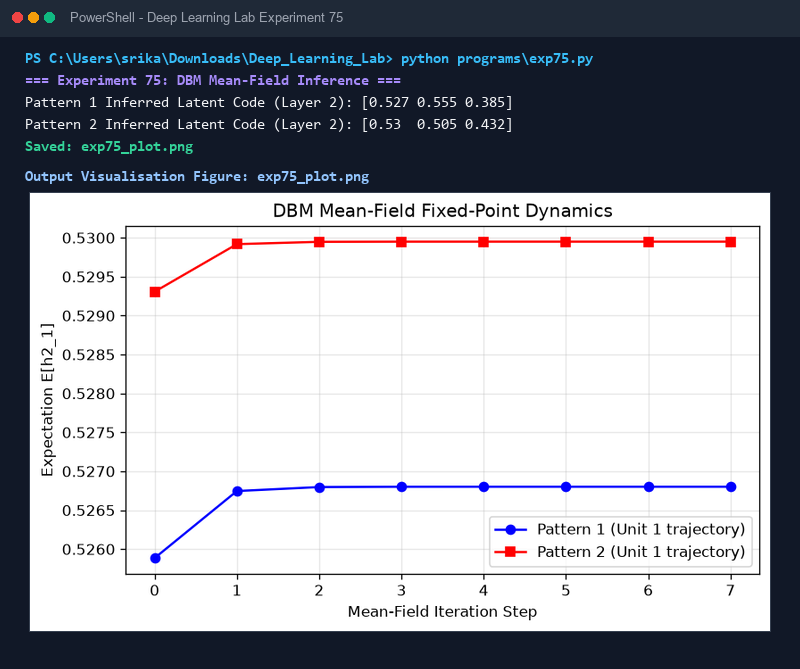 PowerShell - Deep Learning Lab Experiment 75
PS C:\Users\srika\Downloads\Deep_Learning_Lab> python programs\exp75.py
=== Experiment 75: DBM Mean-Field Inference ===
Pattern 1 Inferred Latent Code (Layer 2): [0.527 0.555 0.385]
Pattern 2 Inferred Latent Code (Layer 2): [0.53  0.505 0.432]
Saved: exp75_plot.png
Output Visualisation Figure: exp75_plot.png
DBM Mean-Field Fixed-Point Dynamics
0.5300
0.5295
0.5290
0.5285
0.5280
0.5275
0.5270
0.5265
0.5260
Expectation E[h2_1]
Pattern 1 (Unit 1 trajectory)
Pattern 2 (Unit 1 trajectory)
0 1 2 3 4 5 6 7
Mean-Field Iteration Step